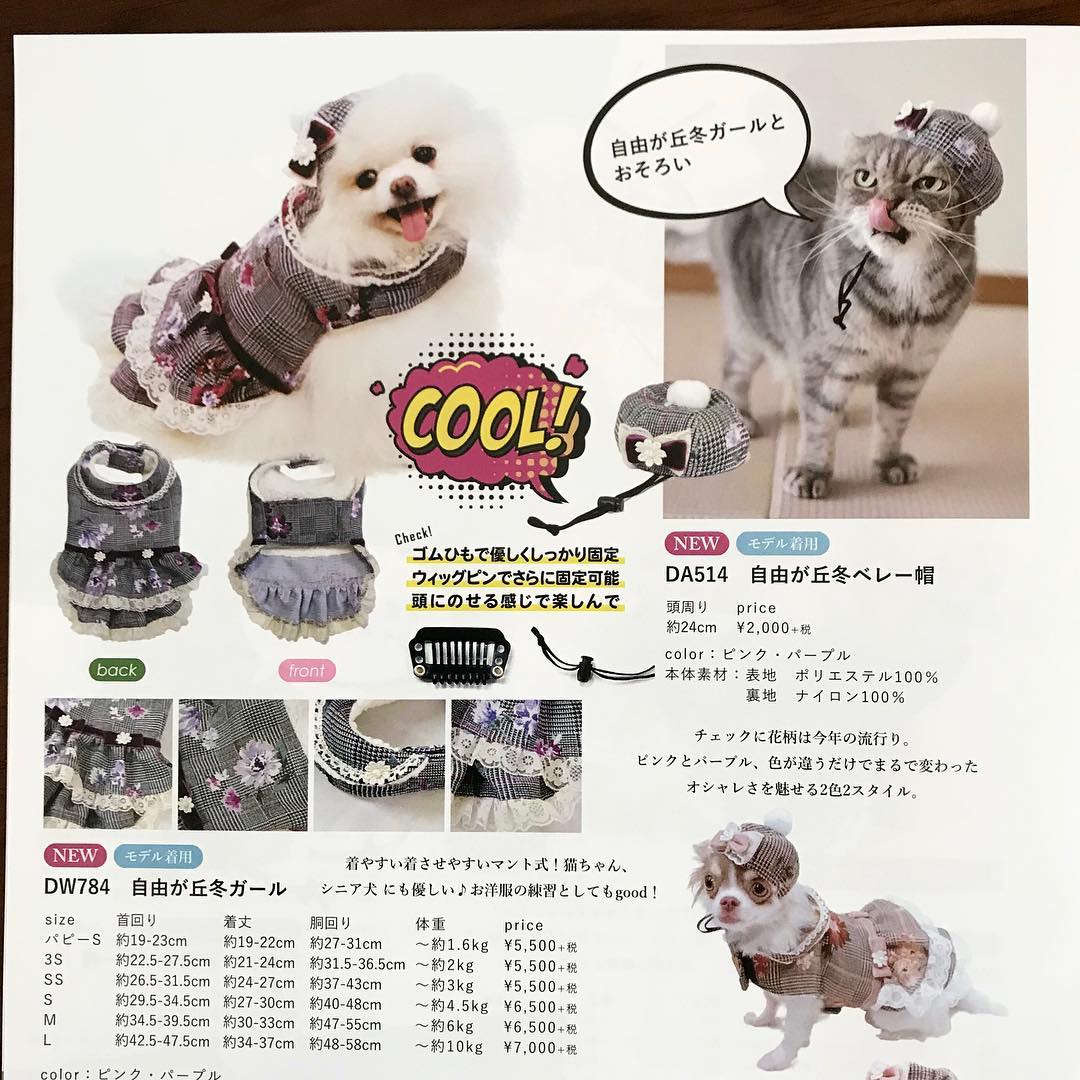 自由が丘冬ガールと
おそろい
COOL!
Check!
ゴムひもで優しくしっかり固定
ウィッグピンでさらに固定可能
頭にのせる感じで楽しんで
back
front
NEW モデル着用
DA514 自由が丘冬ベレー帽
頭周り price
約24cm ¥2,000+税
color:ピンク・パープル
本体素材:表地 ポリエステル100%
裏地 ナイロン100%
チェックに花柄は今年の流行り。
ピンクとパープル、色が違うだけでまるで変わった
オシャレさを魅せる2色2スタイル。
NEW モデル着用
DW784 自由が丘冬ガール
着やすい着させやすいマント式!猫ちゃん、
シニア犬 にも優しい♪お洋服の練習としてもgood!
size 首回り 着丈 胴回り 体重 price
パピーS 約19-23cm 約19-22cm 約27-31cm ～約1.6kg ¥5,500+税
3S 約22.5-27.5cm 約21-24cm 約31.5-36.5cm ～約2kg ¥5,500+税
SS 約26.5-31.5cm 約24-27cm 約37-43cm ～約3kg ¥5,500+税
S 約29.5-34.5cm 約27-30cm 約40-48cm ～約4.5kg ¥6,500+税
M 約34.5-39.5cm 約30-33cm 約47-55cm ～約6kg ¥6,500+税
L 約42.5-47.5cm 約34-37cm 約48-58cm ～約10kg ¥7,000+税
color:ピンク・パープル